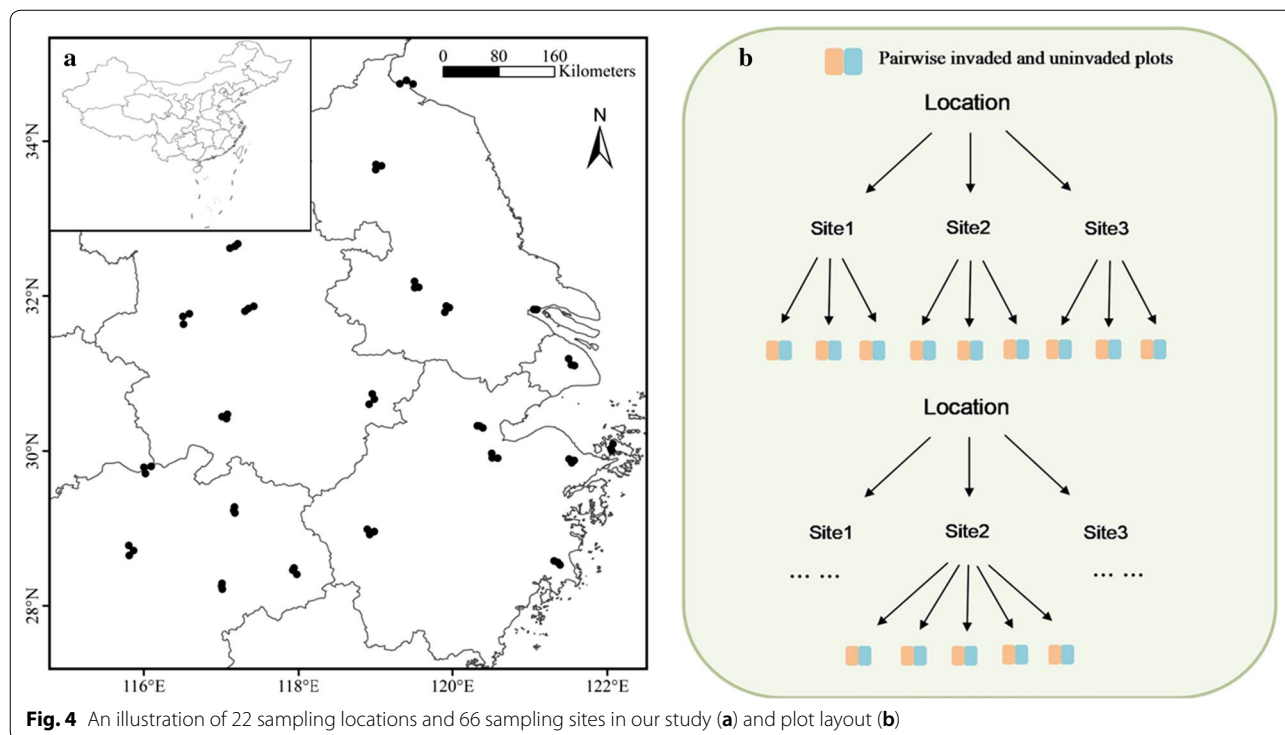 a
0 80 160
Kilometers
N
34°N
32°N
30°N
28°N
116°E 118°E 120°E 122°E
b
Pairwise invaded and uninvaded plots
Location
Site1 Site2 Site3
Location
Site1 Site2 Site3
... ... ... ...
Fig. 4 An illustration of 22 sampling locations and 66 sampling sites in our study (a) and plot layout (b)